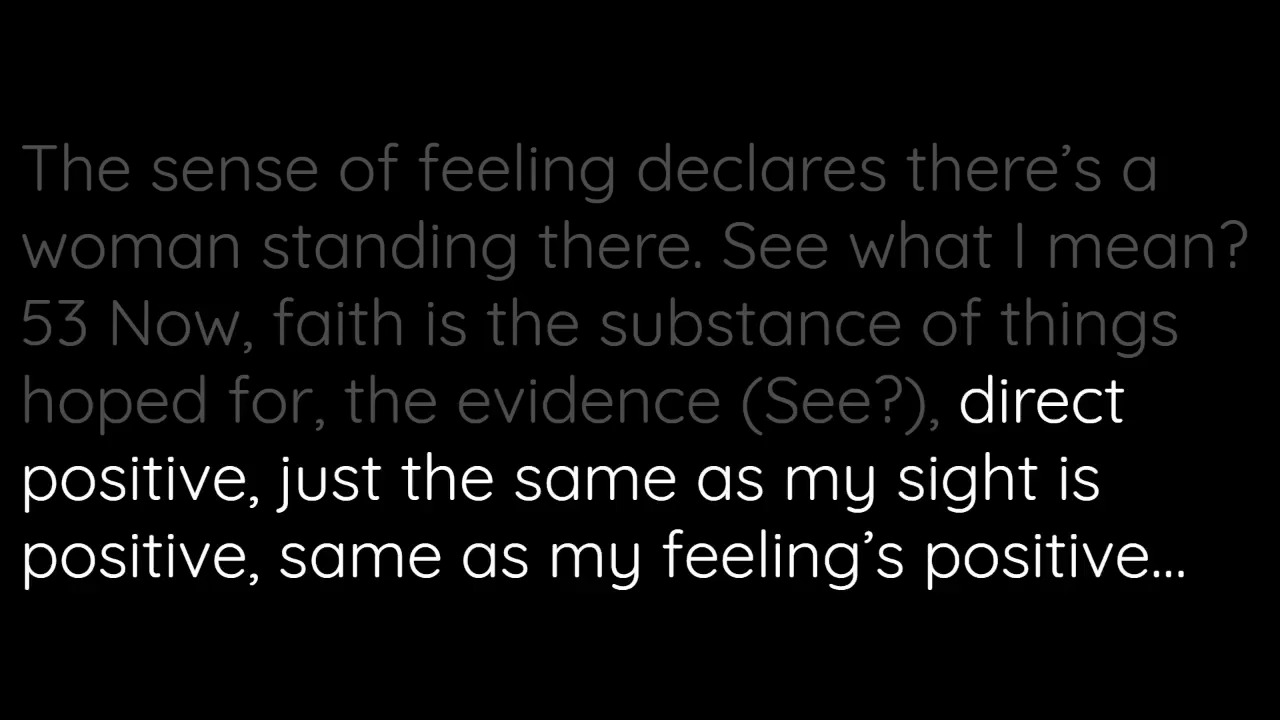 The sense of feeling declares there’s a
woman standing there. See what I mean?
53 Now, faith is the substance of things
hoped for, the evidence (See?), direct
positive, just the same as my sight is
positive, same as my feeling’s positive...